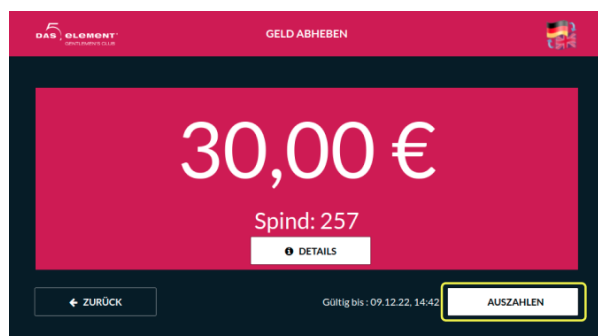 DAS 5. ELEMENT
GENTLEMEN'S CLUB
GELD ABHEBEN
30,00 €
Spind: 257
DETAILS
ZURÜCK
Gültig bis : 09.12.22, 14:42
AUSZAHLEN